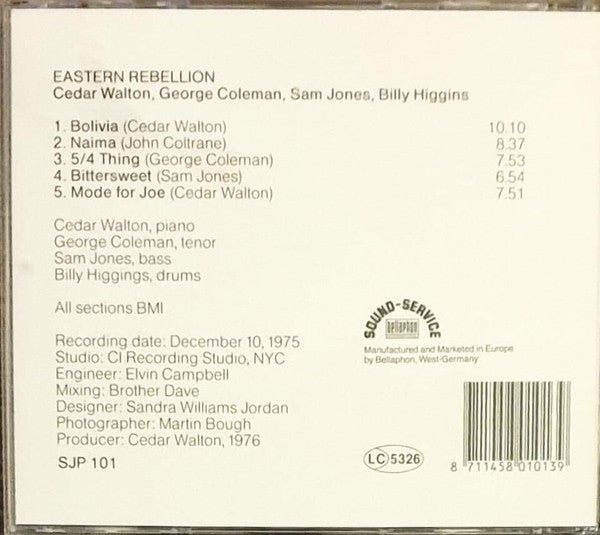 EASTERN REBELLION
Cedar Walton, George Coleman, Sam Jones, Billy Higgins
1. Bolivia (Cedar Walton) 10.10
2. Naima (John Coltrane) 8.37
3. 5/4 Thing (George Coleman) 7.53
4. Bittersweet (Sam Jones) 6.54
5. Mode for Joe (Cedar Walton) 7.51
Cedar Walton, piano
George Coleman, tenor
Sam Jones, bass
Billy Higgings, drums
All sections BMI
Recording date: December 10, 1975
Studio: CI Recording Studio, NYC
Engineer: Elvin Campbell
Mixing: Brother Dave
Designer: Sandra Williams Jordan
Photographer: Martin Bough
Producer: Cedar Walton, 1976
SJP 101
SOUND-SERVICE
bellaphon
Manufactured and Marketed in Europe
by Bellaphon, West-Germany
LC 5326
8 711458 010139